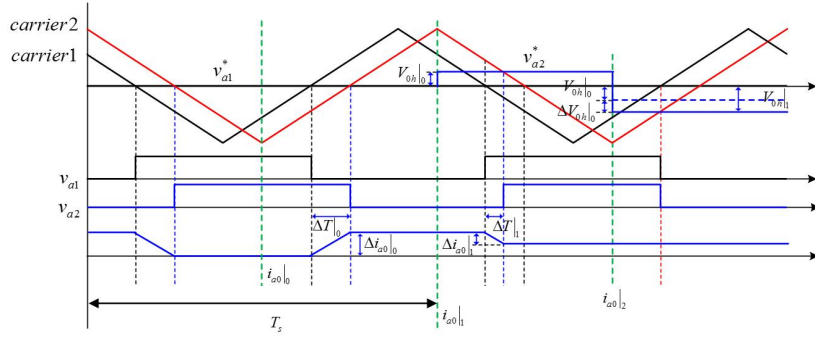 carrier2
carrier1
v*a1
V0h|0
v*a2
V0h|0
V0h|1
ΔV0h|0
va1
va2
ΔT|0
ΔT|1
Δia0|0
Δia0|1
ia0|0
ia0|1
ia0|2
Ts